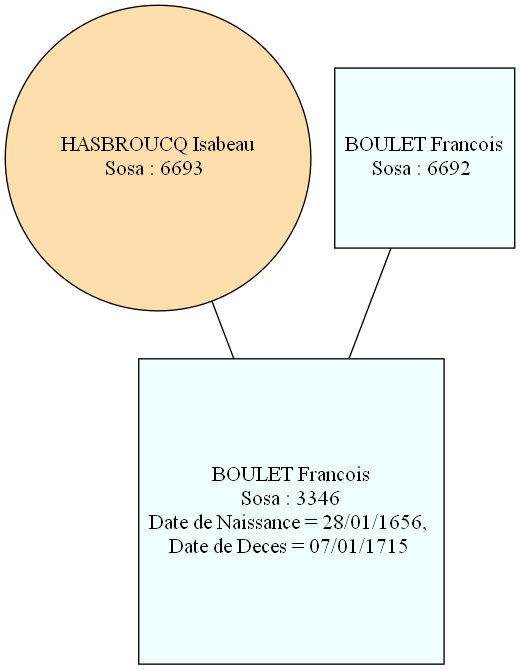 HASBROUCQ Isabeau
Sosa : 6693
BOULET Francois
Sosa : 6692
BOULET Francois
Sosa : 3346
Date de Naissance = 28/01/1656,
Date de Deces = 07/01/1715